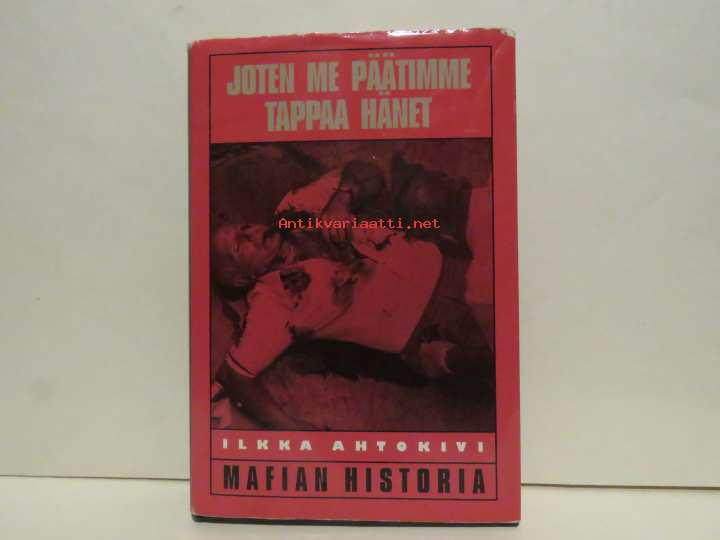 JOTEN ME PÄÄTIMME
TAPPAA HÄNET
Antikvariaatti.net
ILKKA AHTOKIVI
MAFIAN HISTORIA